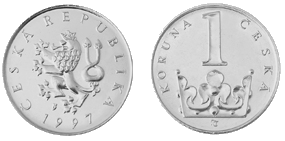 ČESKÁ REPUBLIKA
1997
1
KORUNA ČESKÁ